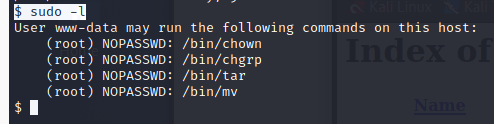 $ sudo -l
User www-data may run the following commands on this host:
    (root) NOPASSWD: /bin/chown
    (root) NOPASSWD: /bin/chgrp
    (root) NOPASSWD: /bin/tar
    (root) NOPASSWD: /bin/mv
$
Kali Linux
Index of
Name